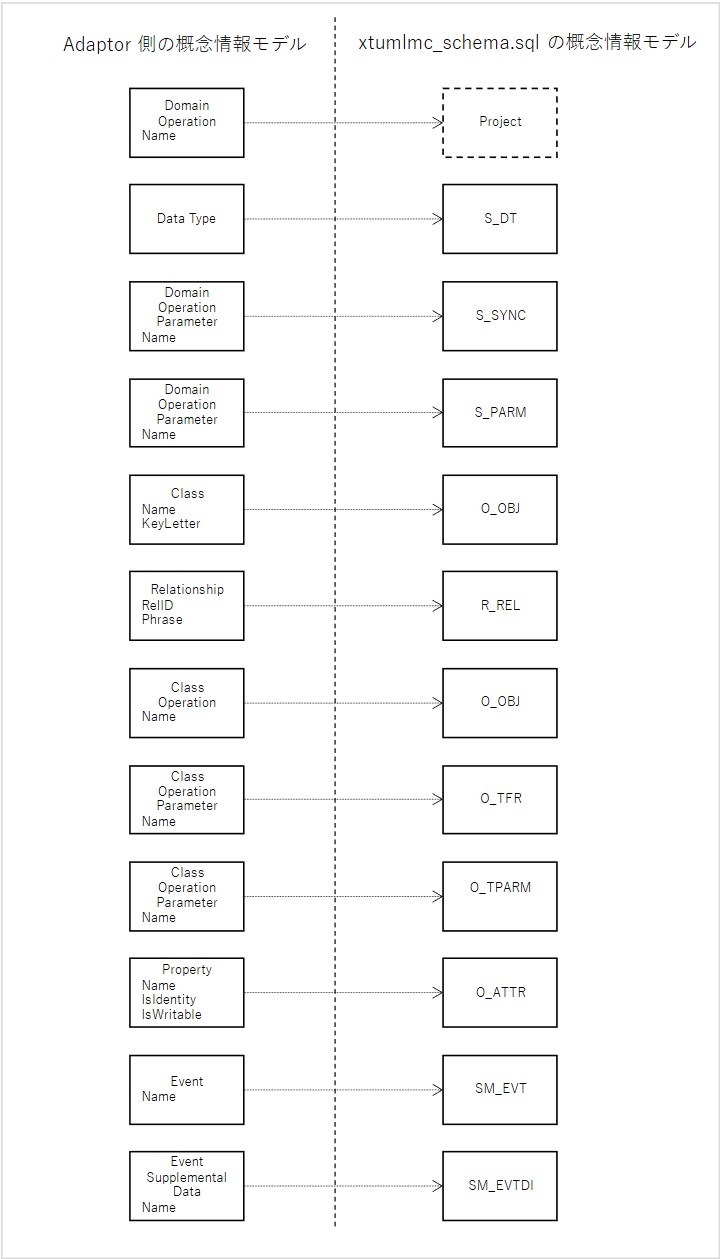 Adaptor 側の概念情報モデル
xtumlmc_schema.sql の概念情報モデル
Domain
Operation
Name
Project
Data Type
S_DT
Domain
Operation
Parameter
Name
S_SYNC
Domain
Operation
Parameter
Name
S_PARM
Class
Name
KeyLetter
O_OBJ
Relationship
RelID
Phrase
R_REL
Class
Operation
Name
O_OBJ
Class
Operation
Parameter
Name
O_TFR
Class
Operation
Parameter
Name
O_TPARM
Property
Name
IsIdentity
IsWritable
O_ATTR
Event
Name
SM_EVT
Event
Supplemental
Data
Name
SM_EVTDI